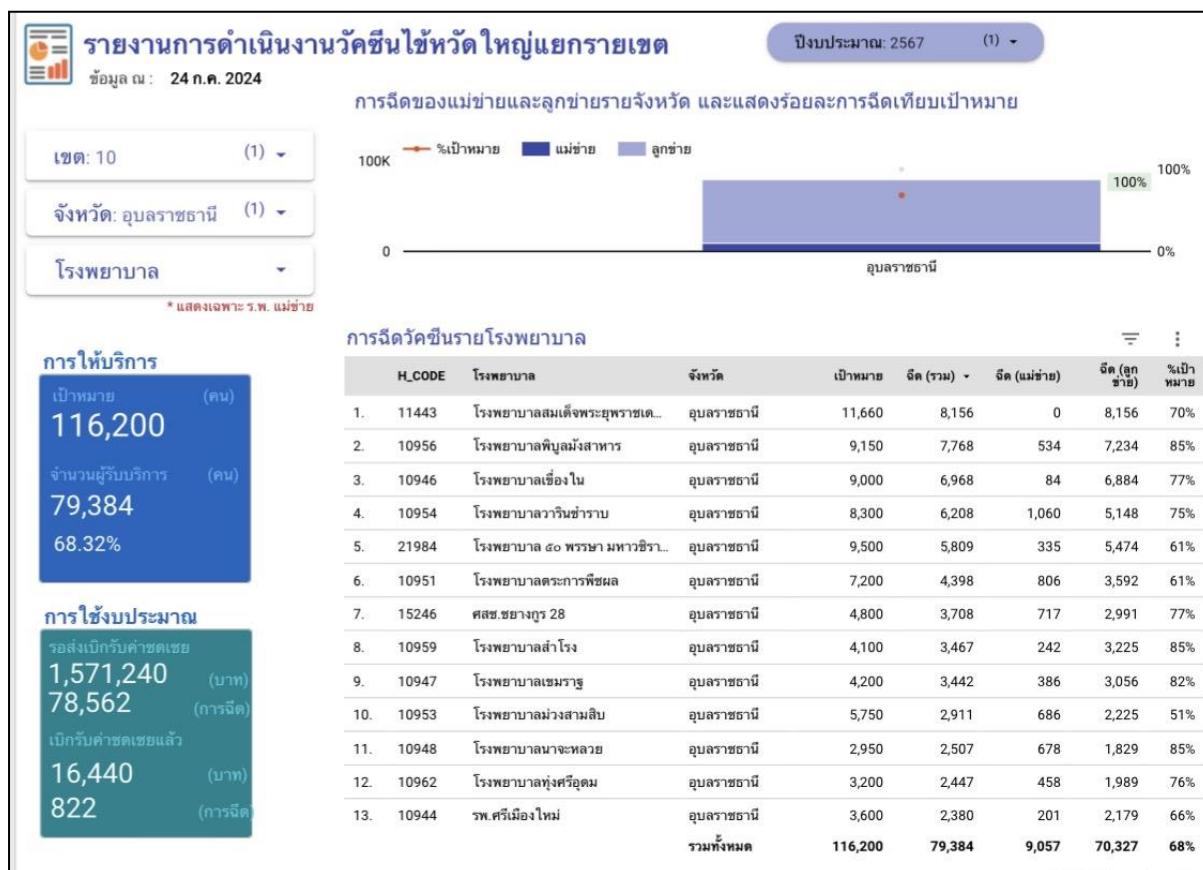 รายงานการดำเนินงานวัคซีนไข้หวัดใหญ่แยกรายเขต
ปีงบประมาณ: 2567 (1)
ข้อมูล ณ : 24 ก.ค. 2024
การฉีดของแม่ข่ายและลูกข่ายรายจังหวัด และแสดงร้อยละการฉีดเทียบเป้าหมาย
เขต: 10 (1)
จังหวัด: อุบลราชธานี (1)
โรงพยาบาล
* แสดงเฉพาะ ร.พ. แม่ข่าย
%เป้าหมาย แม่ข่าย ลูกข่าย
100K 100%
100%
0 0%
อุบลราชธานี
การให้บริการ
เป้าหมาย (คน)
116,200
จำนวนผู้รับบริการ (คน)
79,384
68.32%
การใช้งบประมาณ
รอส่งเบิกรับค่าชดเชย
1,571,240 (บาท)
78,562 (การฉีด)
เบิกรับค่าชดเชยแล้ว
16,440 (บาท)
822 (การฉีด)
การฉีดวัคซีนรายโรงพยาบาล
H_CODE โรงพยาบาล จังหวัด เป้าหมาย ฉีด (รวม) ฉีด (แม่ข่าย) ฉีด (ลูกข่าย) %เป้าหมาย
1. 11443 โรงพยาบาลสมเด็จพระยุพราชเด... อุบลราชธานี 11,660 8,156 0 8,156 70%
2. 10956 โรงพยาบาลพิบูลมังสาหาร อุบลราชธานี 9,150 7,768 534 7,234 85%
3. 10946 โรงพยาบาลเขื่องใน อุบลราชธานี 9,000 6,968 84 6,884 77%
4. 10954 โรงพยาบาลวารินชำราบ อุบลราชธานี 8,300 6,208 1,060 5,148 75%
5. 21984 โรงพยาบาล ๕๐ พรรษา มหาวชิรา... อุบลราชธานี 9,500 5,809 335 5,474 61%
6. 10951 โรงพยาบาลตระการพืชผล อุบลราชธานี 7,200 4,398 806 3,592 61%
7. 15246 ศสช.ชยางกูร 28 อุบลราชธานี 4,800 3,708 717 2,991 77%
8. 10959 โรงพยาบาลสำโรง อุบลราชธานี 4,100 3,467 242 3,225 85%
9. 10947 โรงพยาบาลเขมราฐ อุบลราชธานี 4,200 3,442 386 3,056 82%
10. 10953 โรงพยาบาลม่วงสามสิบ อุบลราชธานี 5,750 2,911 686 2,225 51%
11. 10948 โรงพยาบาลนาจะหลวย อุบลราชธานี 2,950 2,507 678 1,829 85%
12. 10962 โรงพยาบาลทุ่งศรีอุดม อุบลราชธานี 3,200 2,447 458 1,989 76%
13. 10944 รพ.ศรีเมืองใหม่ อุบลราชธานี 3,600 2,380 201 2,179 66%
รวมทั้งหมด 116,200 79,384 9,057 70,327 68%